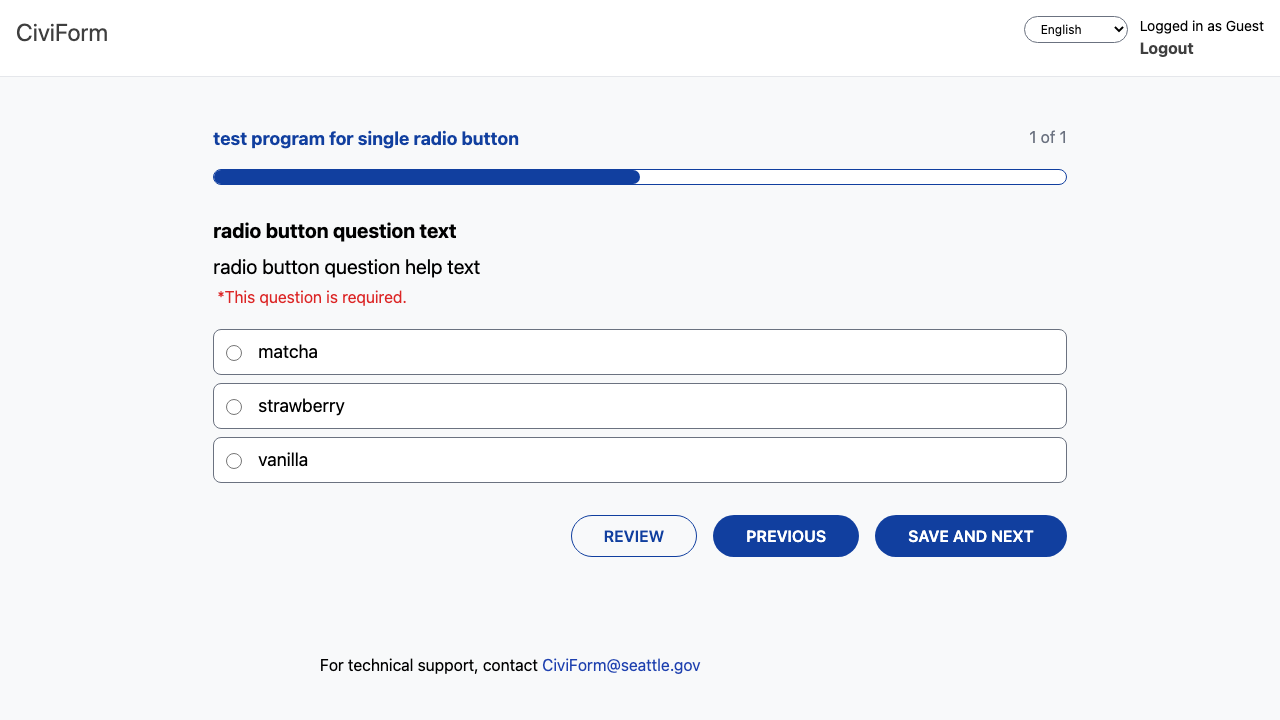 CiviForm
English
Logged in as Guest
Logout
test program for single radio button
1 of 1
radio button question text
radio button question help text
*This question is required.
matcha
strawberry
vanilla
REVIEW
PREVIOUS
SAVE AND NEXT
For technical support, contact CiviForm@seattle.gov